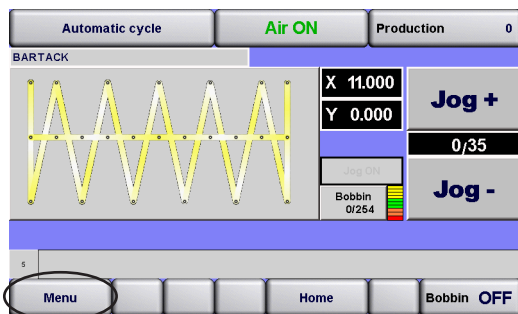 Automatic cycle
Air ON
Production 0
BARTACK
X 11.000
Y 0.000
Jog +
0/35
Jog ON
Bobbin
0/254
Jog -
5
Menu
Home
Bobbin OFF